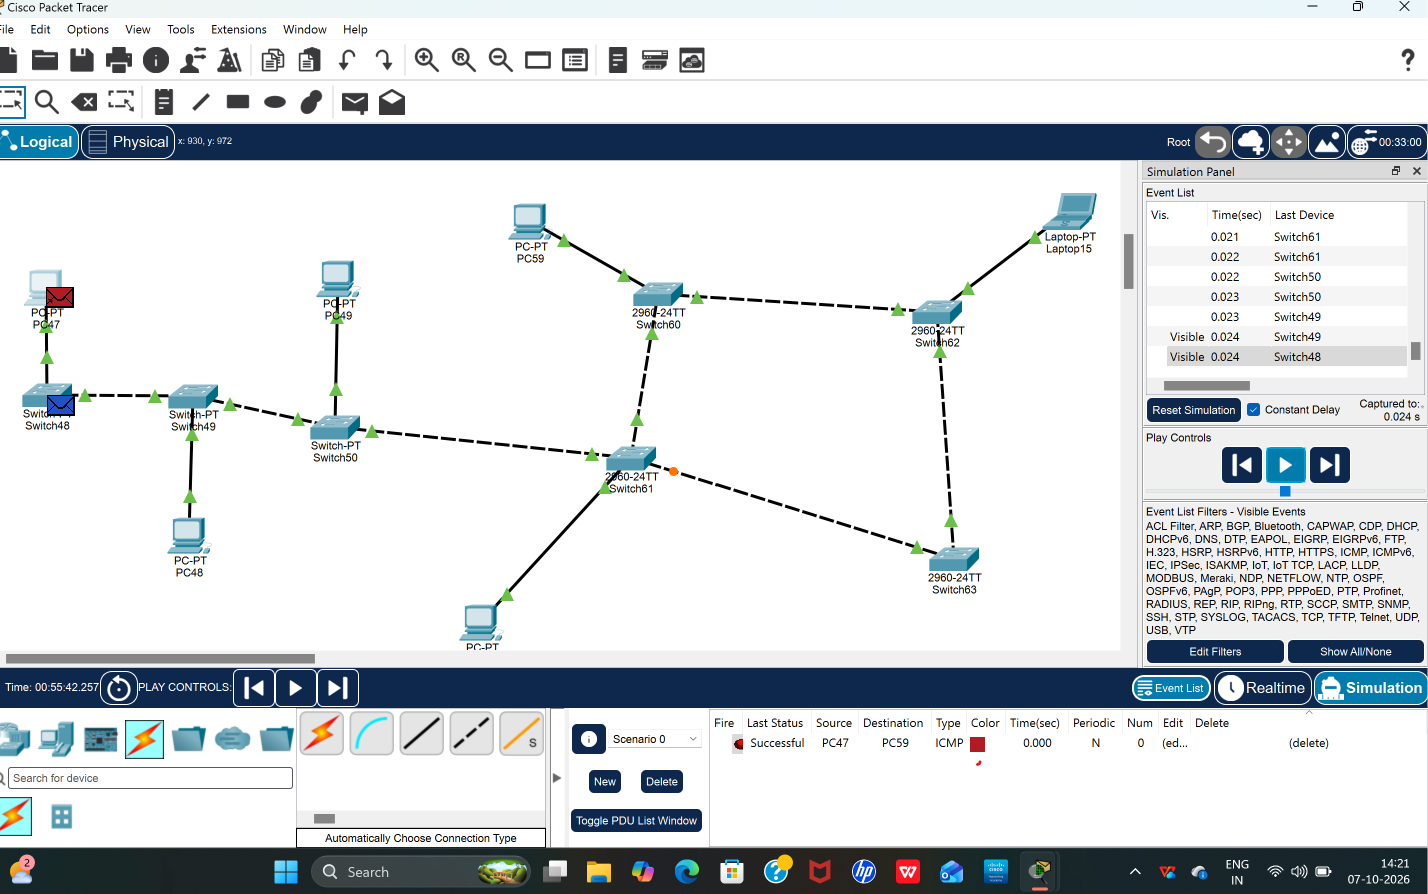 Cisco Packet Tracer
File Edit Options View Tools Extensions Window Help
Logical Physical x: 930, y: 972 Root 00:33:00
Simulation Panel
Event List
Vis. Time(sec) Last Device
0.021 Switch61
0.022 Switch61
0.022 Switch50
0.023 Switch50
0.023 Switch49
Visible 0.024 Switch49
Visible 0.024 Switch48
Reset Simulation Constant Delay Captured to:
0.024 s
Play Controls
Event List Filters - Visible Events
ACL Filter, ARP, BGP, Bluetooth, CAPWAP, CDP, DHCP,
DHCPv6, DNS, DTP, EAPOL, EIGRP, EIGRPv6, FTP,
H.323, HSRP, HSRPv6, HTTP, HTTPS, ICMP, ICMPv6,
IEC, IPSec, ISAKMP, IoT, IoT TCP, LACP, LLDP,
MODBUS, Meraki, NDP, NETFLOW, NTP, OSPF,
OSPFv6, PAgP, POP3, PPP, PPPoED, PTP, Profinet,
RADIUS, REP, RIP, RIPng, RTP, SCCP, SMTP, SNMP,
SSH, STP, SYSLOG, TACACS, TCP, TFTP, Telnet, UDP,
USB, VTP
Edit Filters Show All/None
PC-PT
PC59
Laptop-PT
Laptop15
PC-PT
PC47
PC-PT
PC49
2960-24TT
Switch60
2960-24TT
Switch62
Switch-PT
Switch48
Switch-PT
Switch49
Switch-PT
Switch50
2960-24TT
Switch61
PC-PT
PC48
2960-24TT
Switch63
PC-PT
Time: 00:55:42.257 PLAY CONTROLS: Event List Realtime Simulation
Search for device
S
Automatically Choose Connection Type
Scenario 0
New Delete
Toggle PDU List Window
Fire Last Status Source Destination Type Color Time(sec) Periodic Num Edit Delete
Successful PC47 PC59 ICMP 0.000 N 0 (ed... (delete)
2
Search
ENG
IN
14:21
07-10-2026